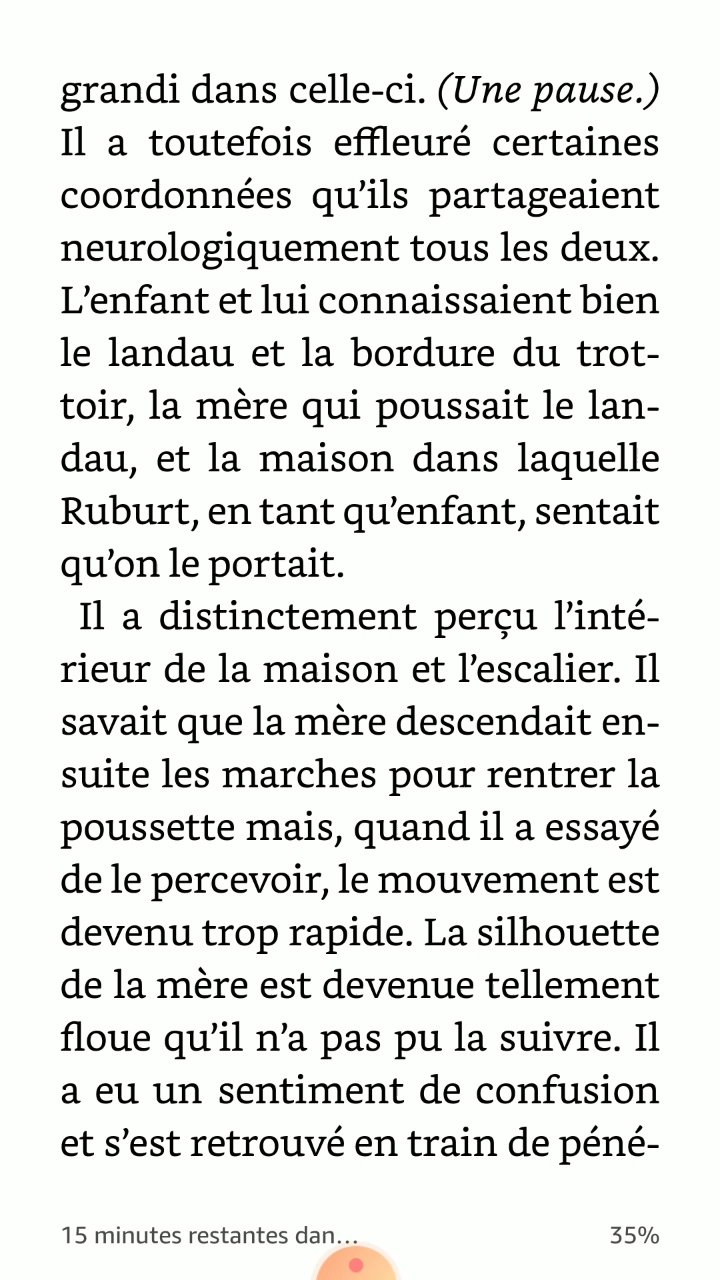 grandi dans celle-ci. (Une pause.)
Il a toutefois effleuré certaines
coordonnées qu’ils partageaient
neurologiquement tous les deux.
L’enfant et lui connaissaient bien
le landau et la bordure du trot-
toir, la mère qui poussait le lan-
dau, et la maison dans laquelle
Ruburt, en tant qu’enfant, sentait
qu’on le portait.
Il a distinctement perçu l’inté-
rieur de la maison et l’escalier. Il
savait que la mère descendait en-
suite les marches pour rentrer la
poussette mais, quand il a essayé
de le percevoir, le mouvement est
devenu trop rapide. La silhouette
de la mère est devenue tellement
floue qu’il n’a pas pu la suivre. Il
a eu un sentiment de confusion
et s’est retrouvé en train de péné-
15 minutes restantes dan… 35%